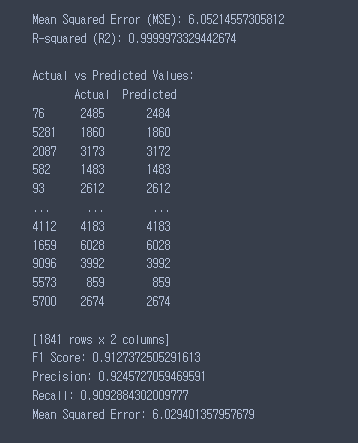 Mean Squared Error (MSE): 6.05214557305812
R-squared (R2): 0.9999973329442674
Actual vs Predicted Values:
Actual Predicted
76 2485 2484
5281 1860 1860
2087 3173 3172
582 1483 1483
93 2612 2612
... ... ...
4112 4183 4183
1659 6028 6028
9096 3992 3992
5573 859 859
5700 2674 2674
[1841 rows x 2 columns]
F1 Score: 0.9127372505291613
Precision: 0.9245727059469591
Recall: 0.9092884302009777
Mean Squared Error: 6.029401357957679